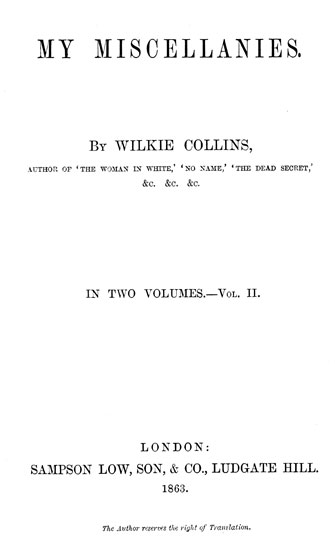 MY MISCELLANIES.
BY WILKIE COLLINS,
AUTHOR OF 'THE WOMAN IN WHITE,' 'NO NAME,' 'THE DEAD SECRET,'
&c. &c. &c.
IN TWO VOLUMES.—VOL. II.
LONDON:
SAMPSON LOW, SON, & CO., LUDGATE HILL.
1863.
The Author reserves the right of Translation.